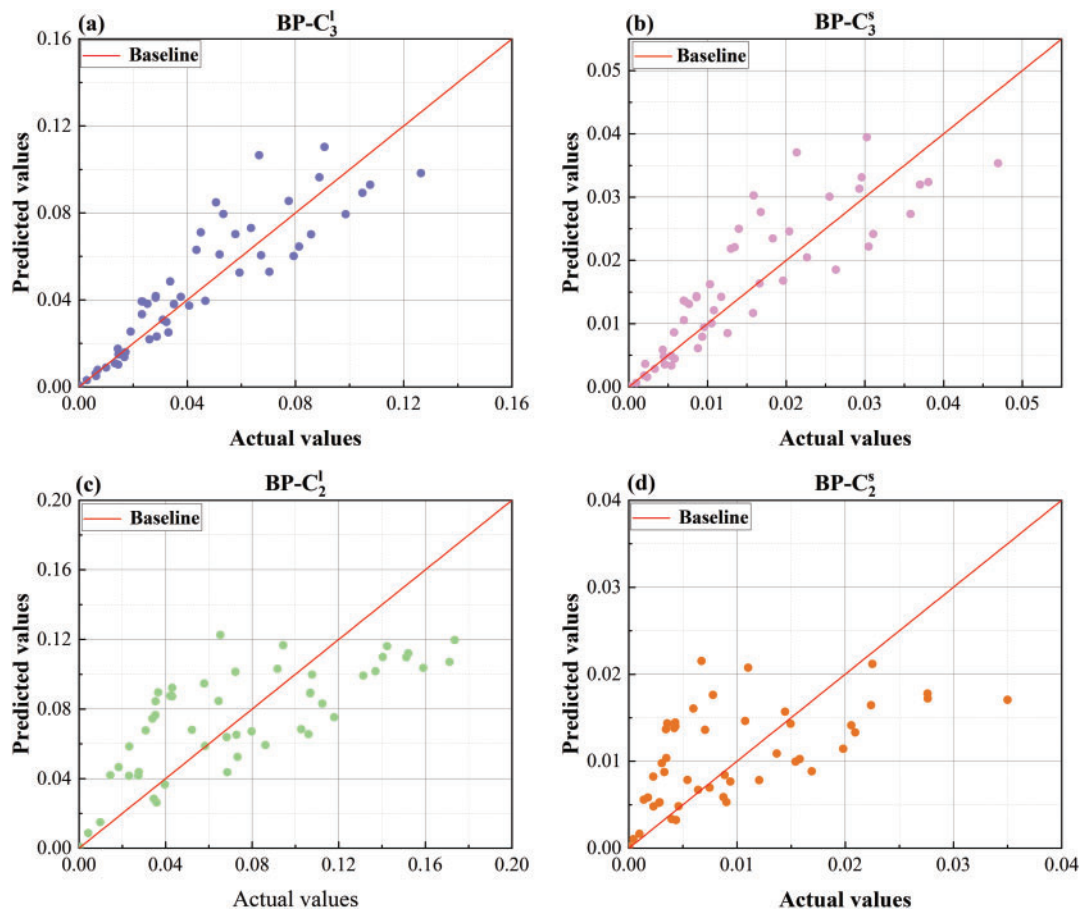 (a) BP-C₃ˡ
Baseline
Predicted values
0.16
0.12
0.08
0.04
0.00
0.00 0.04 0.08 0.12 0.16
Actual values
(b) BP-C₃ˢ
Baseline
Predicted values
0.05
0.04
0.03
0.02
0.01
0.00
0.00 0.01 0.02 0.03 0.04 0.05
Actual values
(c) BP-C₂ˡ
Baseline
Predicted values
0.20
0.16
0.12
0.08
0.04
0.00
0.00 0.04 0.08 0.12 0.16 0.20
Actual values
(d) BP-C₂ˢ
Baseline
Predicted values
0.04
0.03
0.02
0.01
0.00
0.00 0.01 0.02 0.03 0.04
Actual values